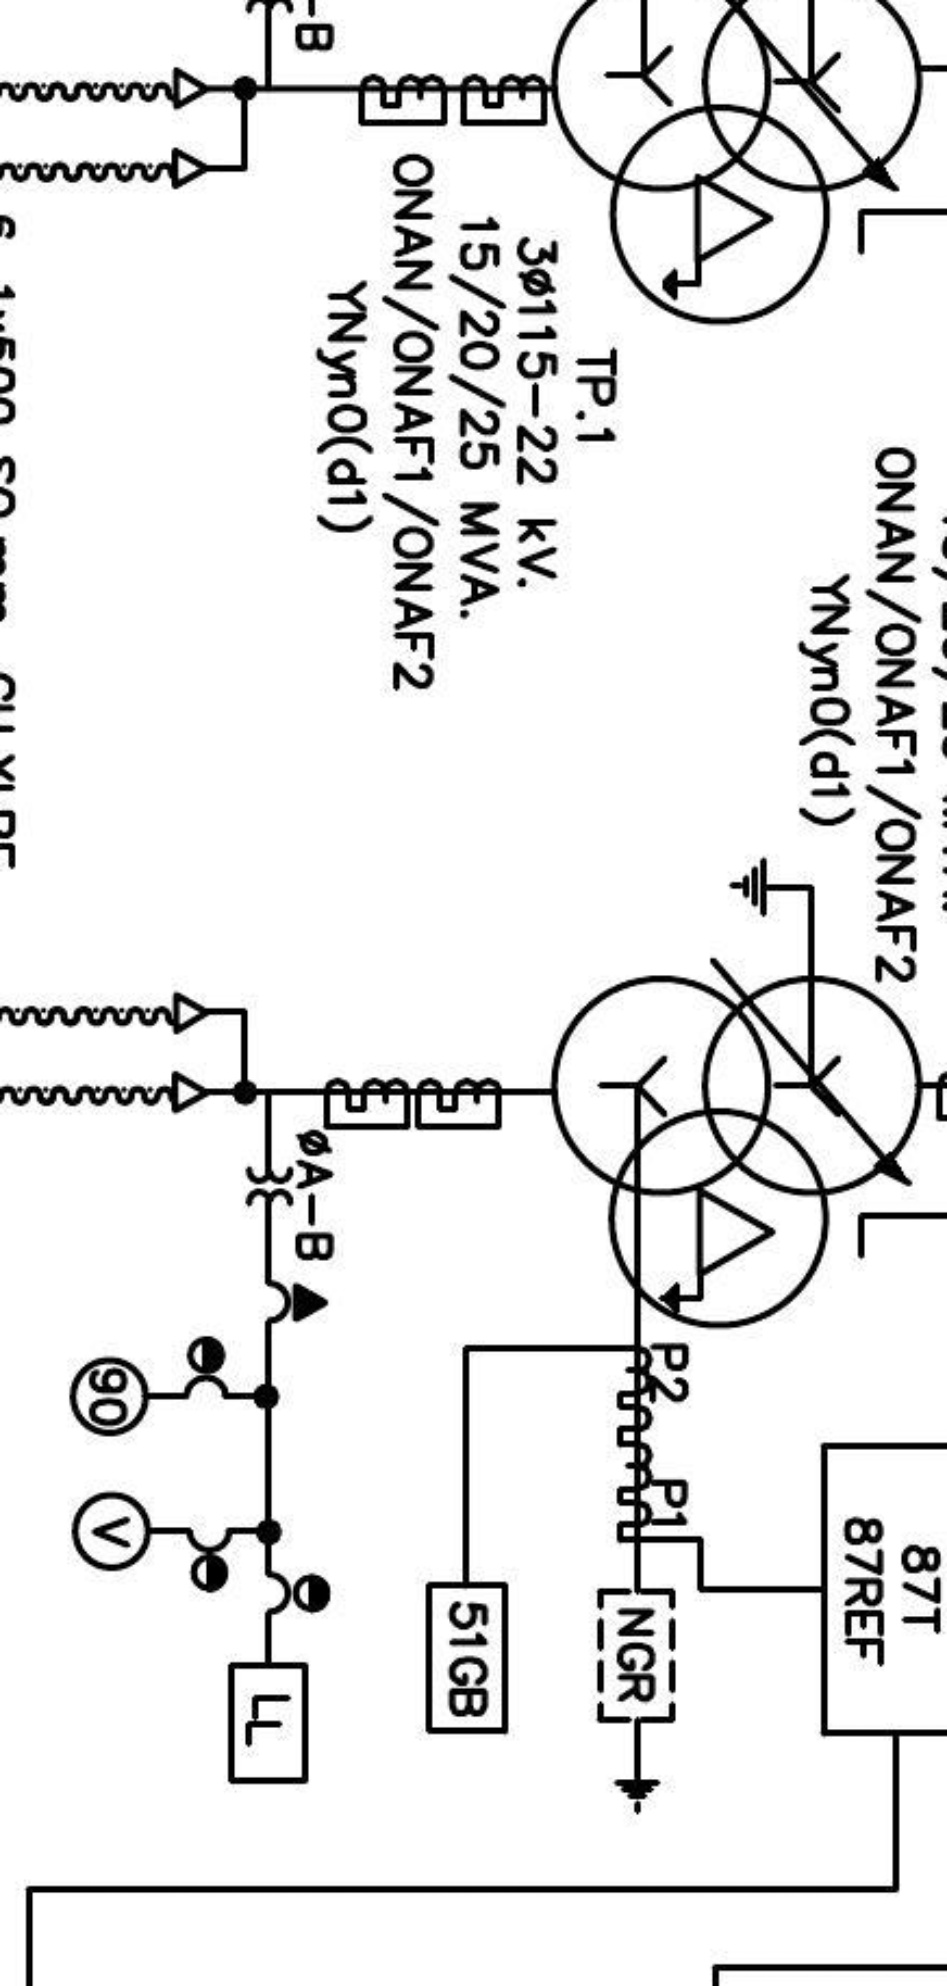 -B
TP.1
3ø115-22 kV.
15/20/25 MVA.
ONAN/ONAF1/ONAF2
YNyn0(d1)
ONAN/ONAF1/ONAF2
YNyn0(d1)
øA-B
P2
P1
87T
87REF
NGR
51GB
90
V
LL